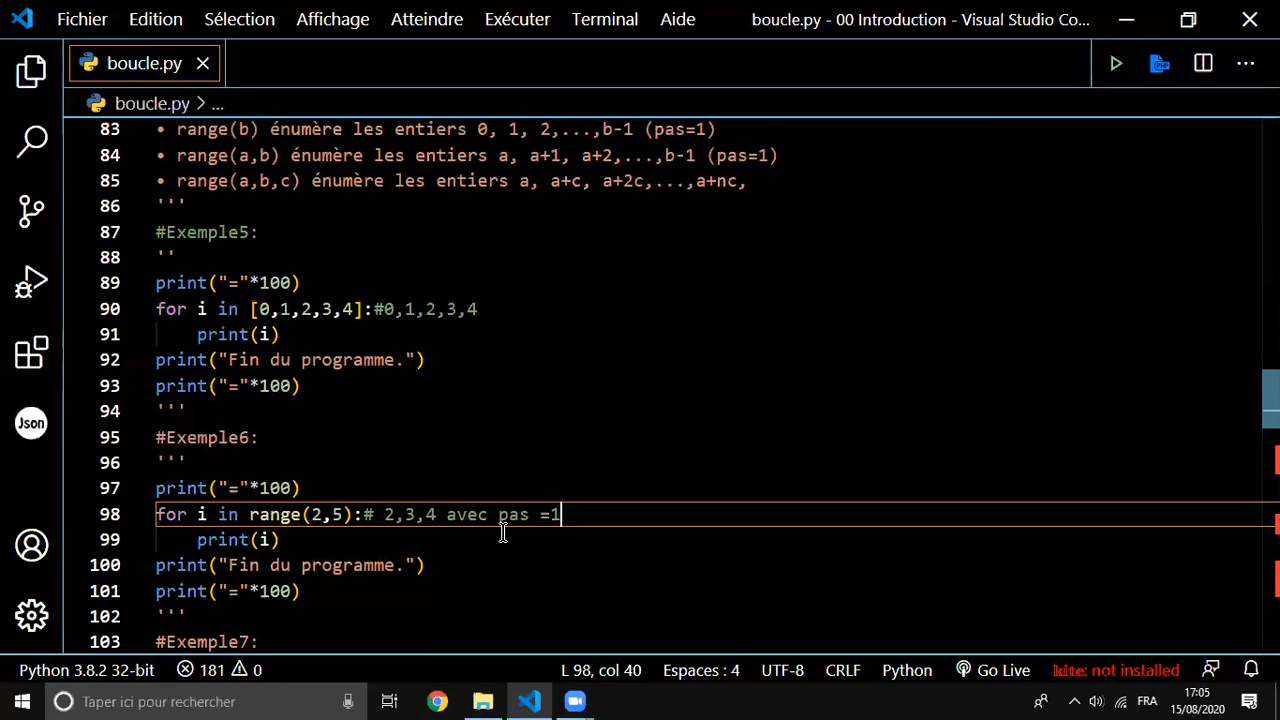 Fichier Edition Sélection Affichage Atteindre Exécuter Terminal Aide boucle.py - 00 Introduction - Visual Studio Co...
boucle.py
boucle.py > ...
83 • range(b) énumère les entiers 0, 1, 2,...,b-1 (pas=1)
84 • range(a,b) énumère les entiers a, a+1, a+2,...,b-1 (pas=1)
85 • range(a,b,c) énumère les entiers a, a+c, a+2c,...,a+nc,
86 '''
87 #Exemple5:
88 ''
89 print("="*100)
90 for i in [0,1,2,3,4]:#0,1,2,3,4
91 print(i)
92 print("Fin du programme.")
93 print("="*100)
94 '''
95 #Exemple6:
96 '''
97 print("="*100)
98 for i in range(2,5):# 2,3,4 avec pas =1
99 print(i)
100 print("Fin du programme.")
101 print("="*100)
102 '''
103 #Exemple7:
Json
Python 3.8.2 32-bit 181 0 L 98, col 40 Espaces : 4 UTF-8 CRLF Python Go Live kite: not installed
Taper ici pour rechercher FRA 17:05
15/08/2020